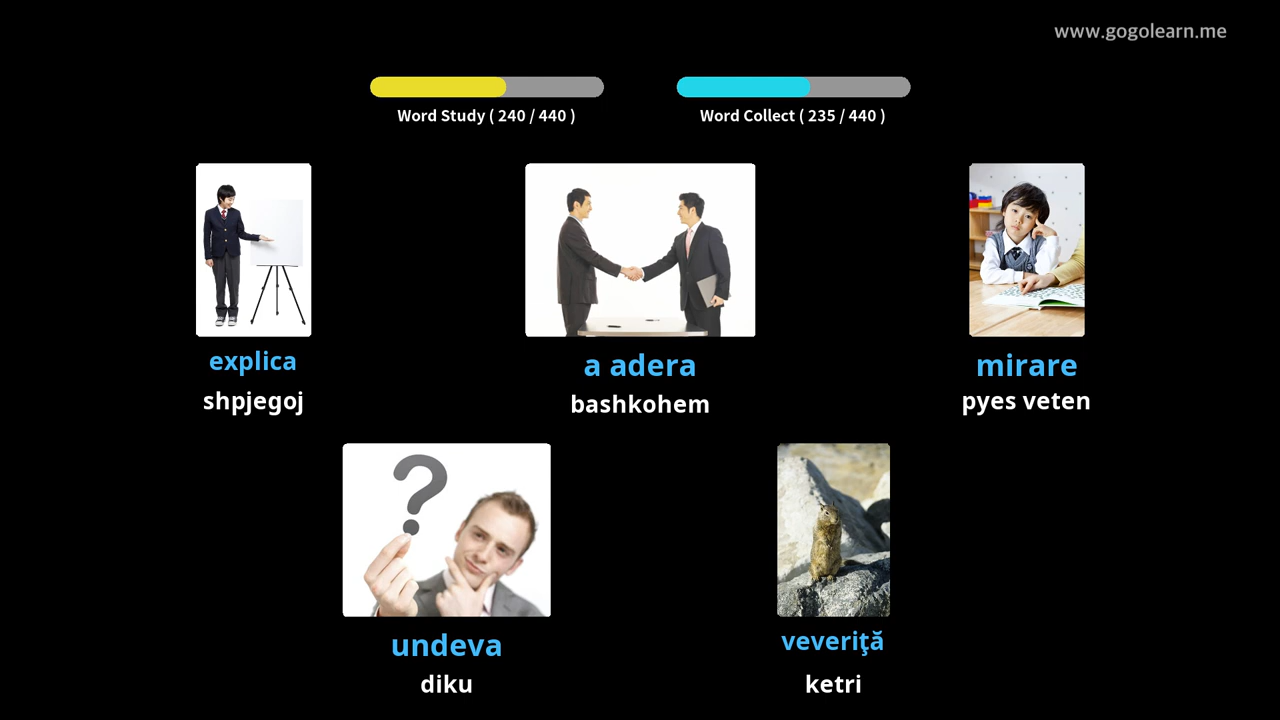 www.gogolearn.me
Word Study ( 240 / 440 )
Word Collect ( 235 / 440 )
explica
shpjegoj
a adera
bashkohem
mirare
pyes veten
undeva
diku
veveriţă
ketri